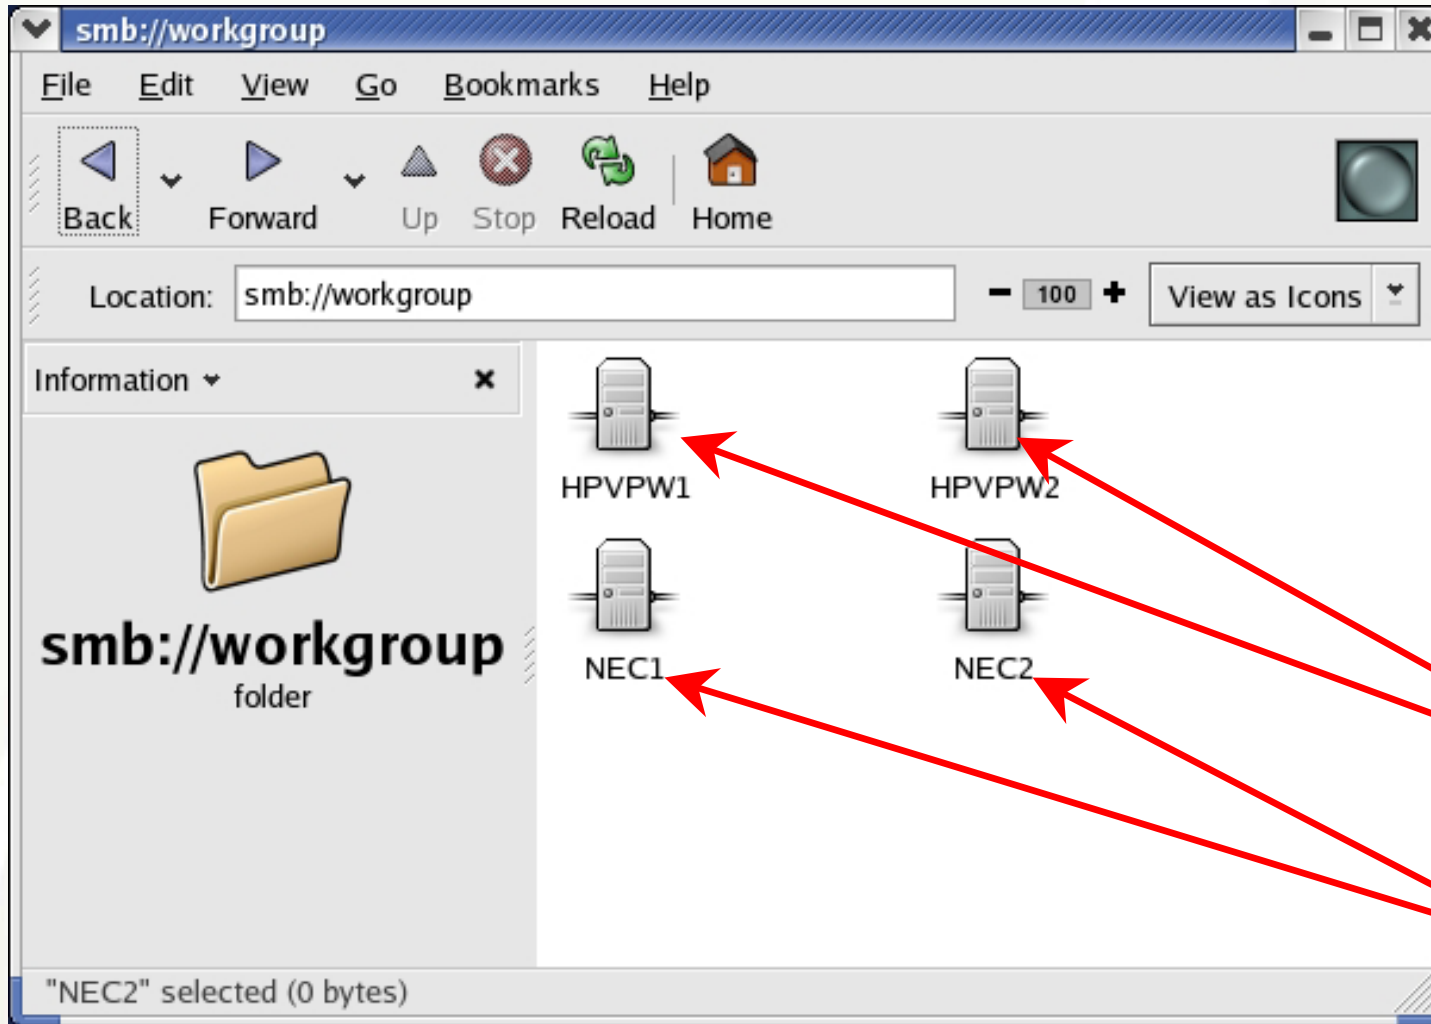 smb://workgroup
File Edit View Go Bookmarks Help
Back Forward Up Stop Reload Home
Location: smb://workgroup 100 View as Icons
Information
smb://workgroup
folder
HPVPW1 HPVPW2
NEC1 NEC2
"NEC2" selected (0 bytes)